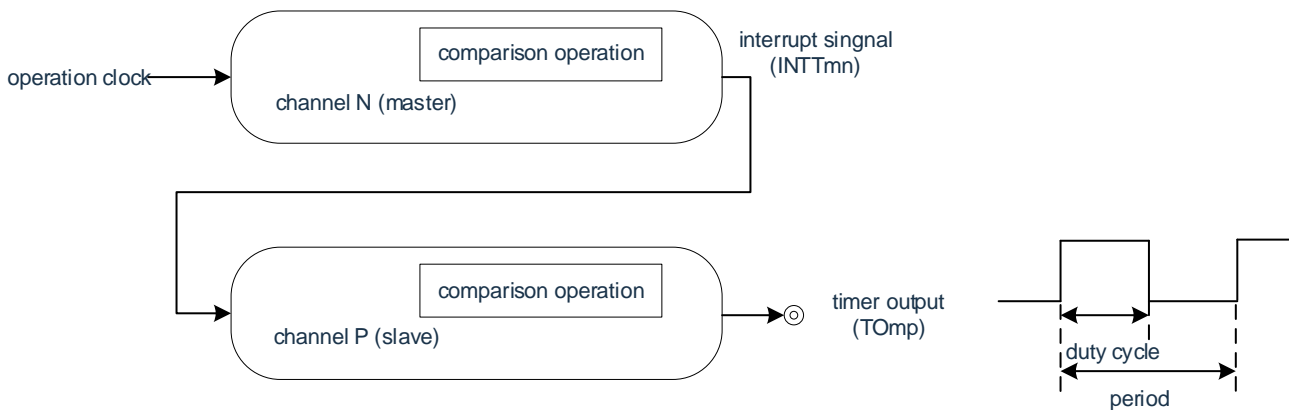 operation clock
comparison operation
channel N (master)
interrupt singnal
(INTTmn)
comparison operation
channel P (slave)
timer output
(TOmp)
duty cycle
period